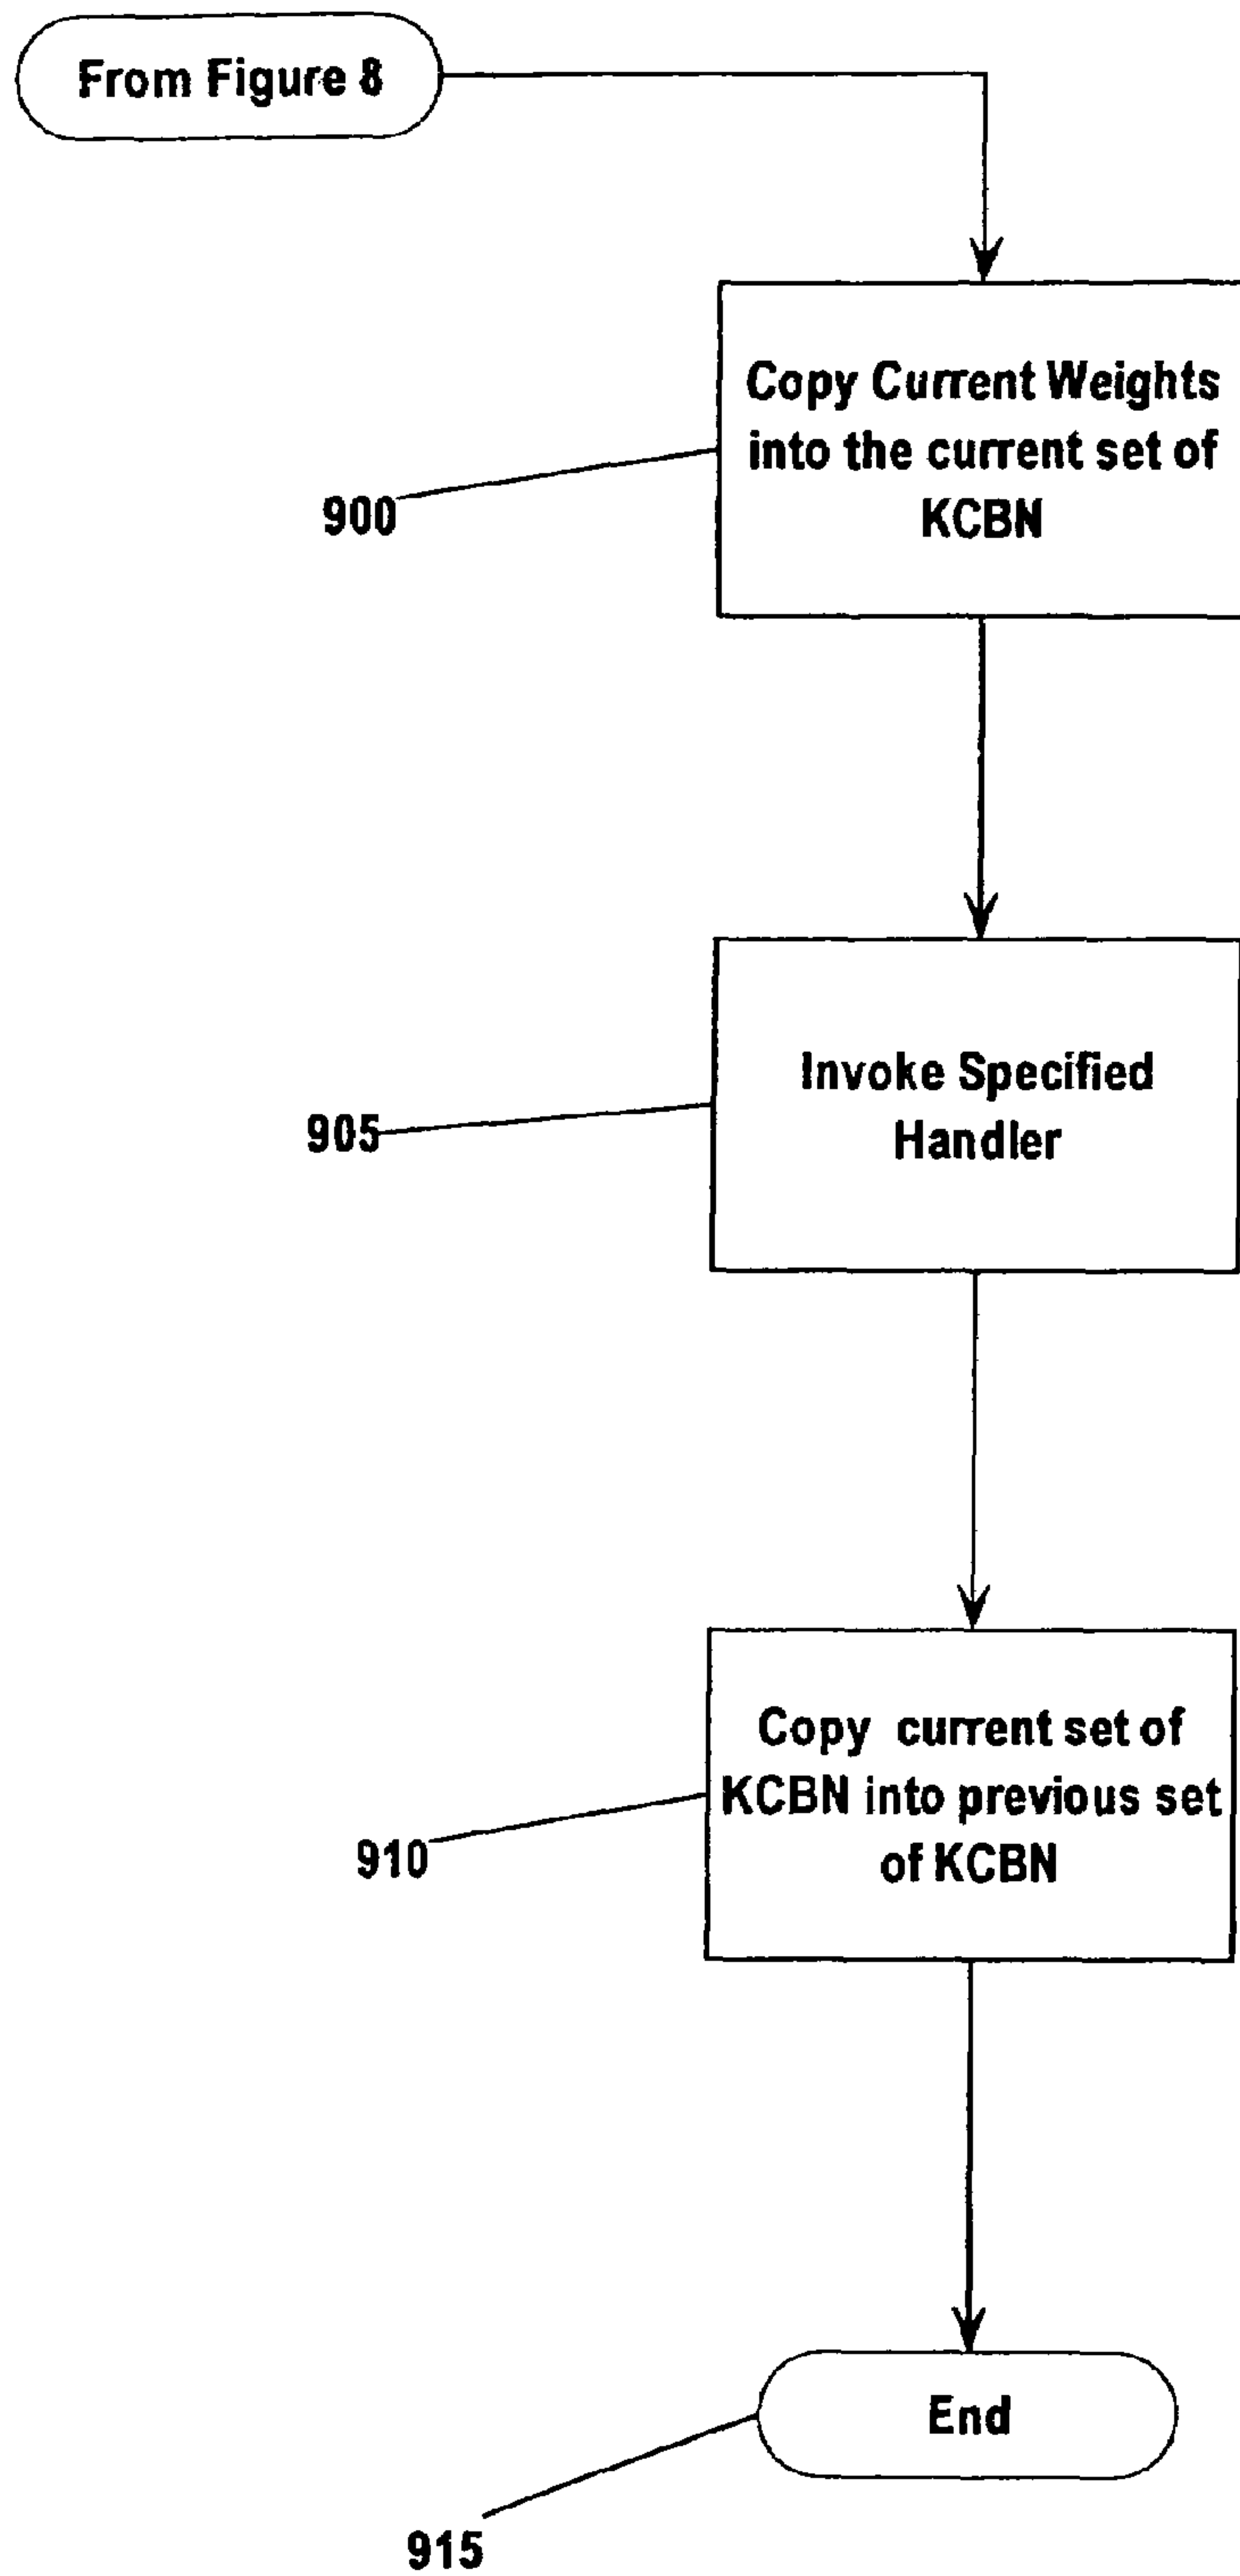 From Figure 8
Copy Current Weights
into the current set of
KCBN
900
Invoke Specified
Handler
905
Copy current set of
KCBN into previous set
of KCBN
910
End
915